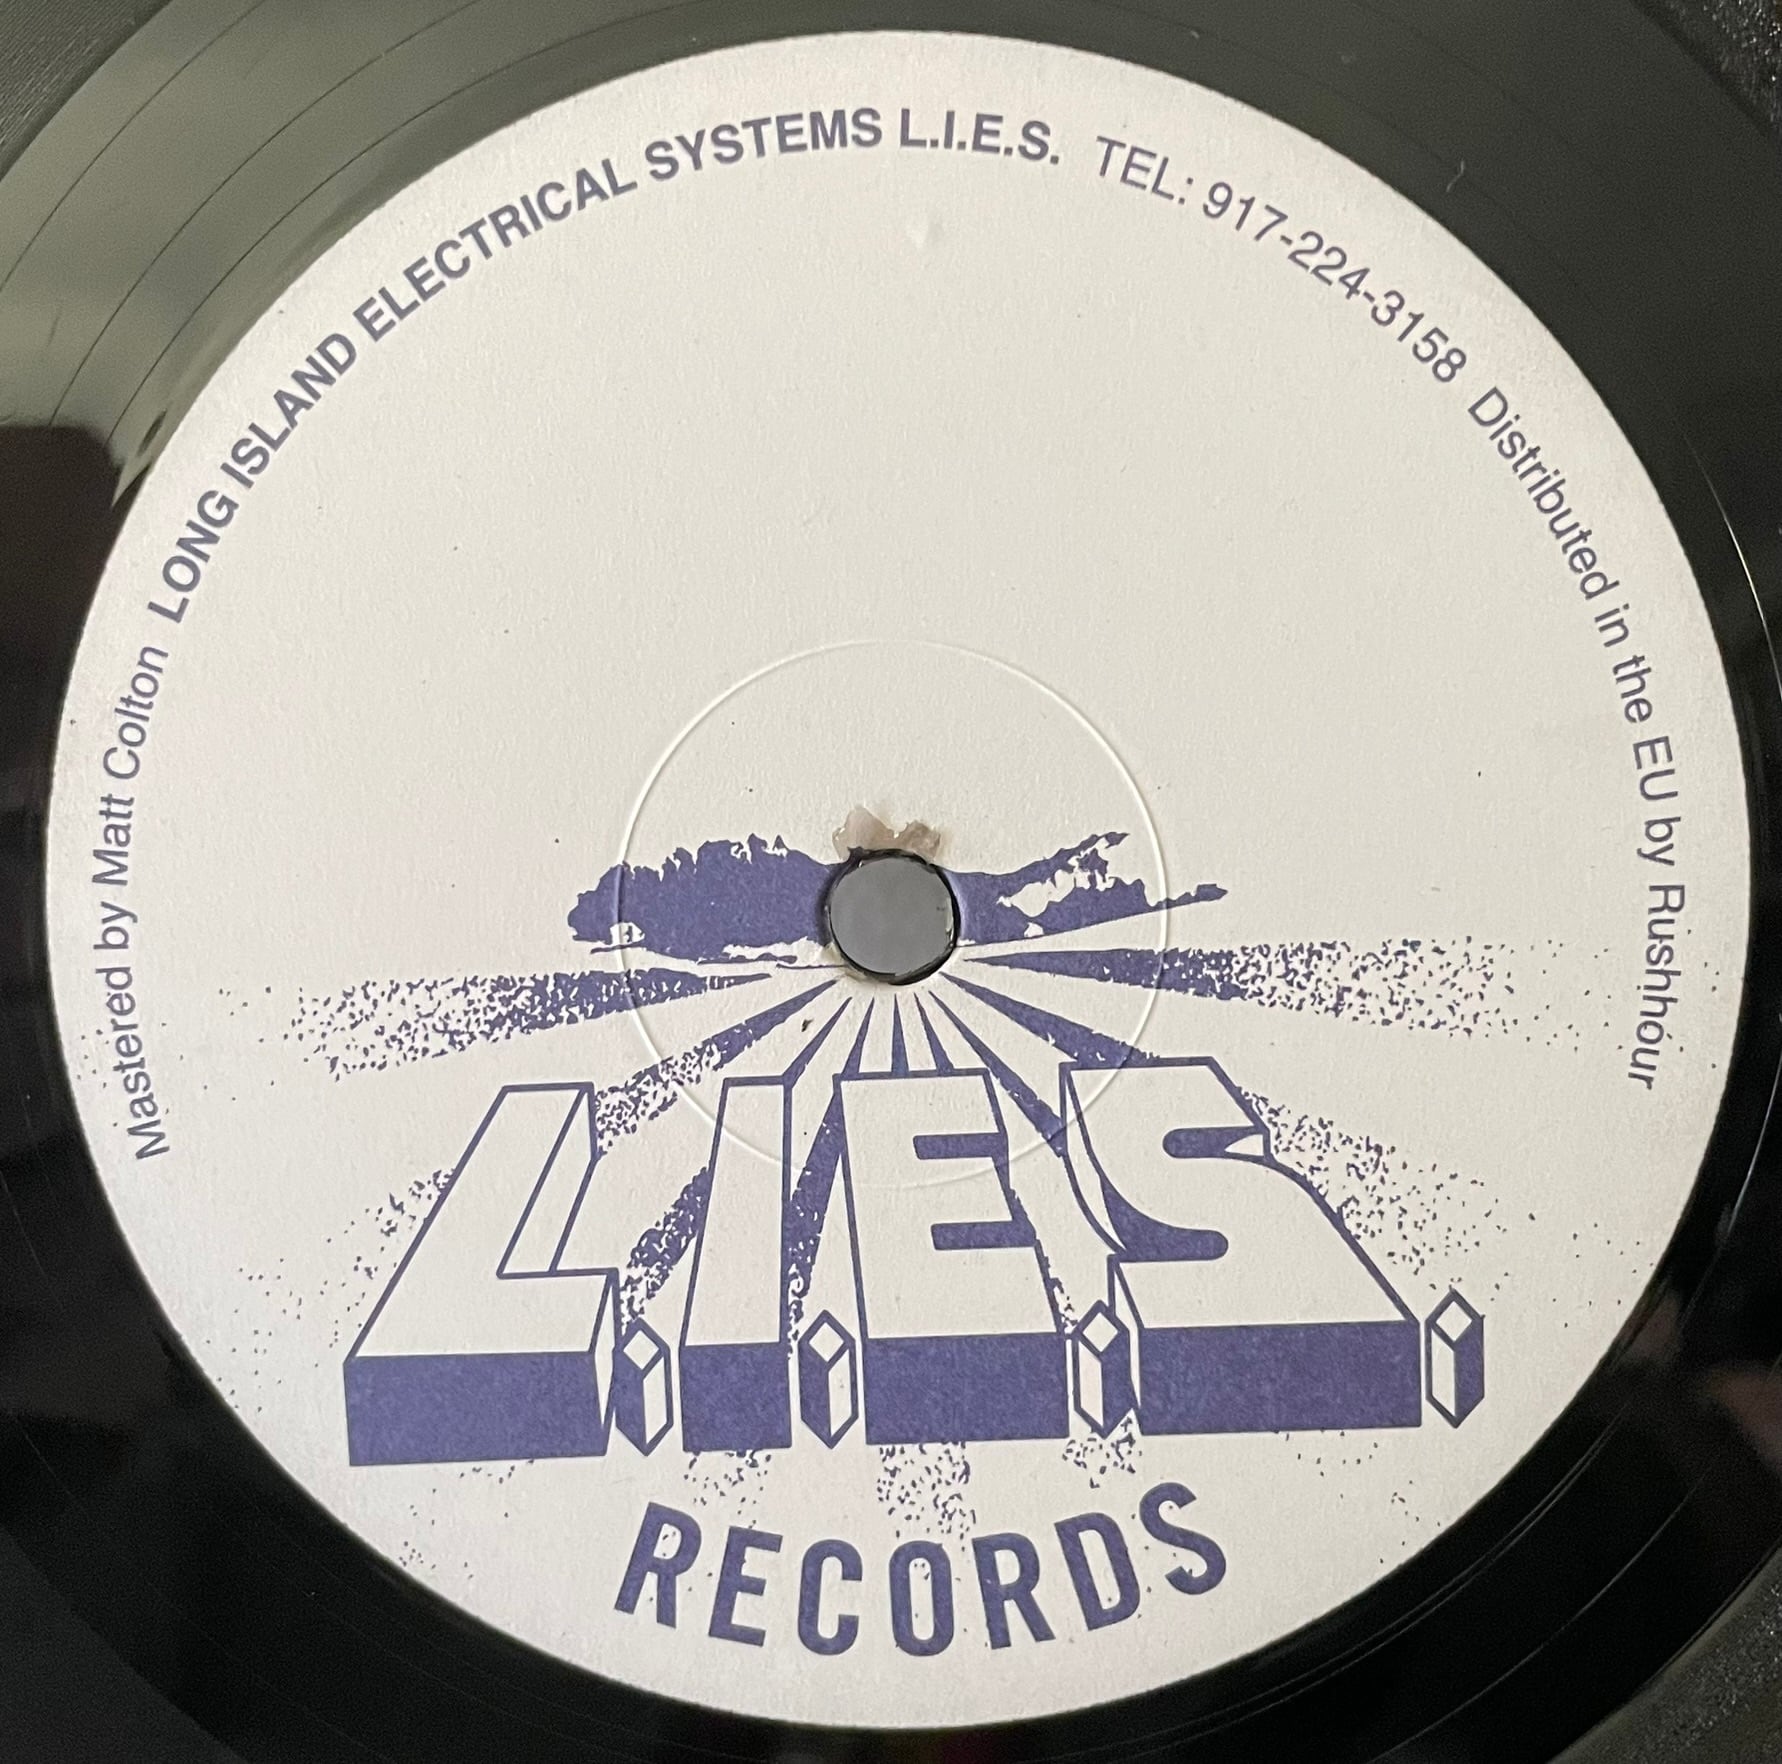 Mastered by Matt Colton LONG ISLAND ELECTRICAL SYSTEMS L.I.E.S. TEL: 917-224-3158 Distributed in the EU by Rushhour
L.I.E.S.
RECORDS